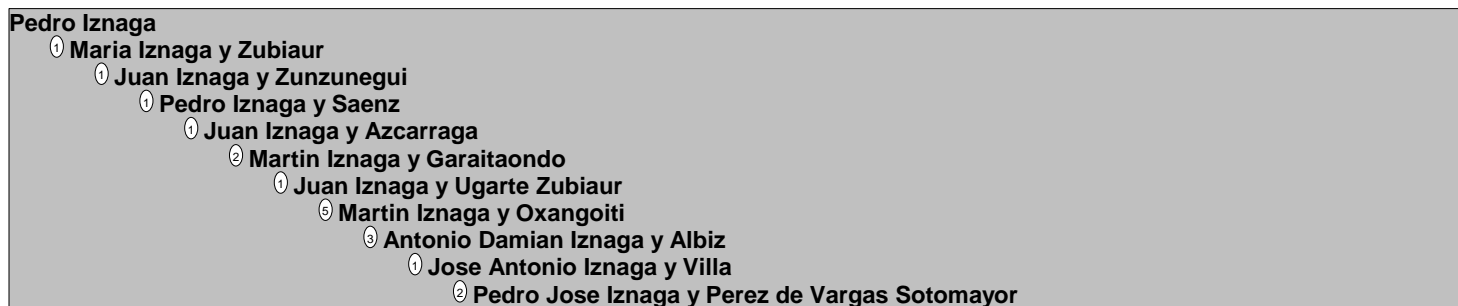 Pedro Iznaga
1 Maria Iznaga y Zubiaur
1 Juan Iznaga y Zunzunegui
1 Pedro Iznaga y Saenz
1 Juan Iznaga y Azcarraga
2 Martin Iznaga y Garaitaondo
1 Juan Iznaga y Ugarte Zubiaur
5 Martin Iznaga y Oxangoiti
3 Antonio Damian Iznaga y Albiz
1 Jose Antonio Iznaga y Villa
2 Pedro Jose Iznaga y Perez de Vargas Sotomayor